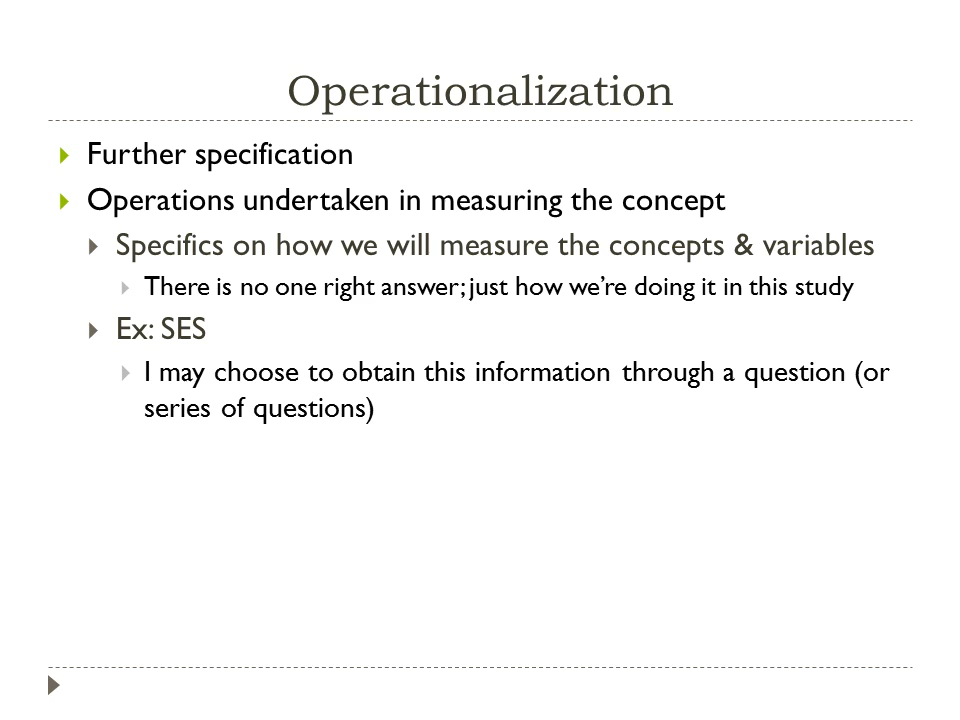 Operationalization
Further specification
Operations undertaken in measuring the concept
Specifics on how we will measure the concepts & variables
There is no one right answer; just how we’re doing it in this study
Ex: SES
I may choose to obtain this information through a question (or
series of questions)